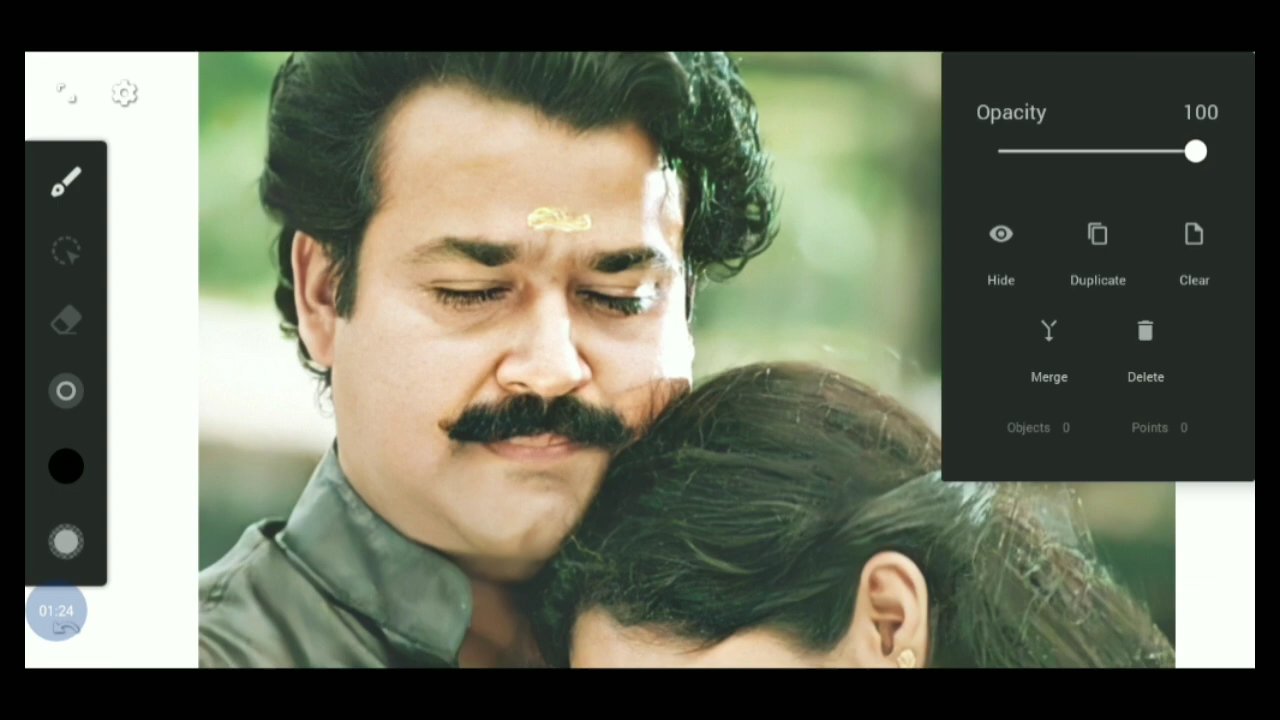 Opacity 100
Hide Duplicate Clear
Merge Delete
Objects 0 Points 0
01:24